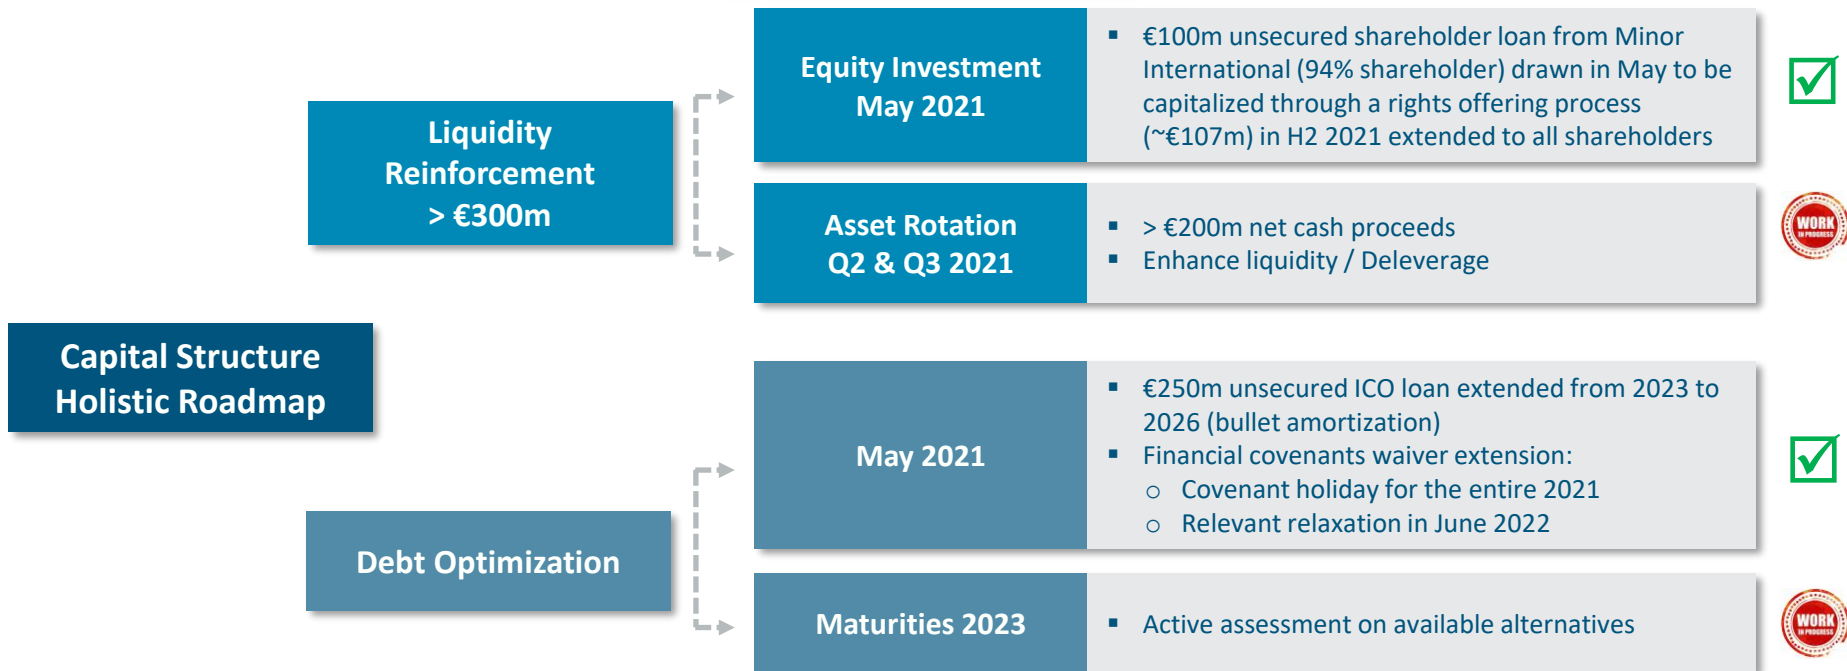 Capital Structure
Holistic Roadmap
Liquidity
Reinforcement
> €300m
Equity Investment
May 2021
▪ €100m unsecured shareholder loan from Minor
International (94% shareholder) drawn in May to be
capitalized through a rights offering process
(~€107m) in H2 2021 extended to all shareholders
Asset Rotation
Q2 & Q3 2021
▪ > €200m net cash proceeds
▪ Enhance liquidity / Deleverage
WORK
IN PROGRESS
Debt Optimization
May 2021
▪ €250m unsecured ICO loan extended from 2023 to
2026 (bullet amortization)
▪ Financial covenants waiver extension:
o Covenant holiday for the entire 2021
o Relevant relaxation in June 2022
Maturities 2023
▪ Active assessment on available alternatives
WORK
IN PROGRESS